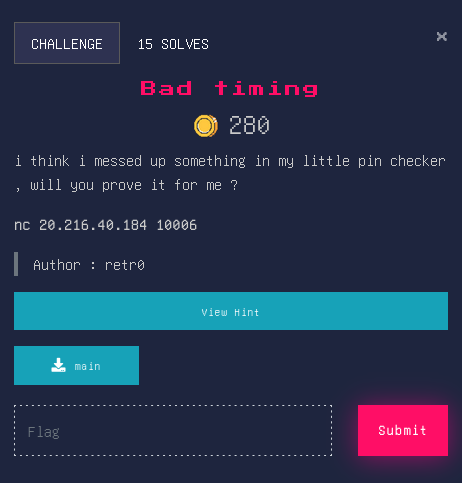 CHALLENGE
15 SOLVES
×
Bad timing
280
i think i messed up something in my little pin checker
, will you prove it for me ?
nc 20.216.40.184 10006
Author : retr0
View Hint
main
Flag
Submit